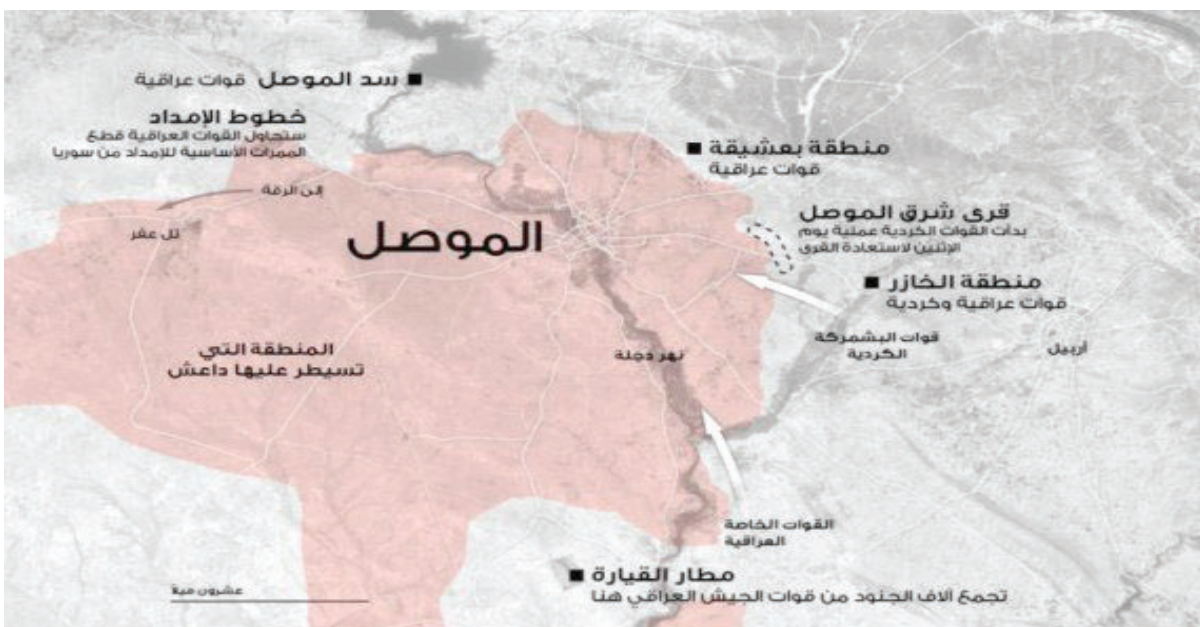 سد الموصل قوات عراقية
خطوط الإمداد
ستحاول القوات العراقية قطع
الممرات الأساسية للإمداد من سوريا
إلى الرقة
تل عفر
الموصل
منطقة بعشيقة
قوات عراقية
قرى شرق الموصل
بدأت القوات الكردية عملية يوم
الإثنين لاستعادة القرى
منطقة الخازر
قوات عراقية وكردية
قوات البشمركة
الكردية
أربيل
نهر دجلة
المنطقة التي
تسيطر عليها داعش
القوات الخاصة
العراقية
مطار القيارة
تجمع آلاف الجنود من قوات الجيش العراقي هنا
عشرون ميلاً